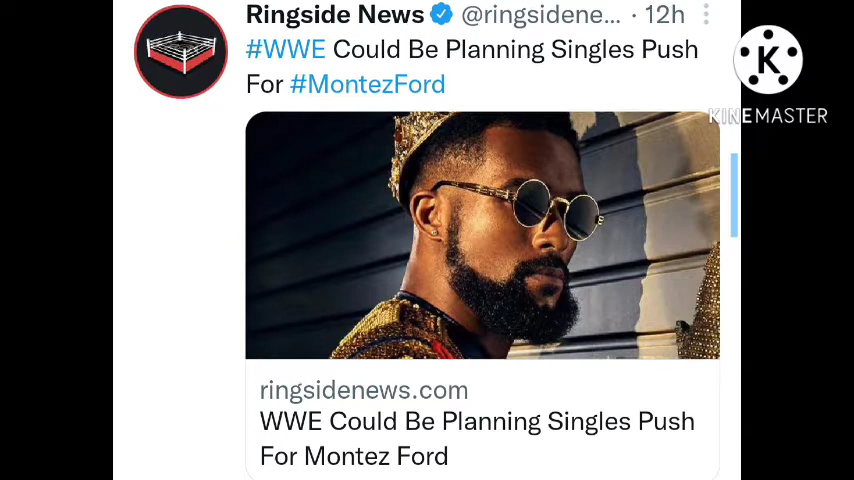 Ringside News @ringsidene... · 12h
#WWE Could Be Planning Singles Push
For #MontezFord
K
KINEMASTER
ringsidenews.com
WWE Could Be Planning Singles Push
For Montez Ford